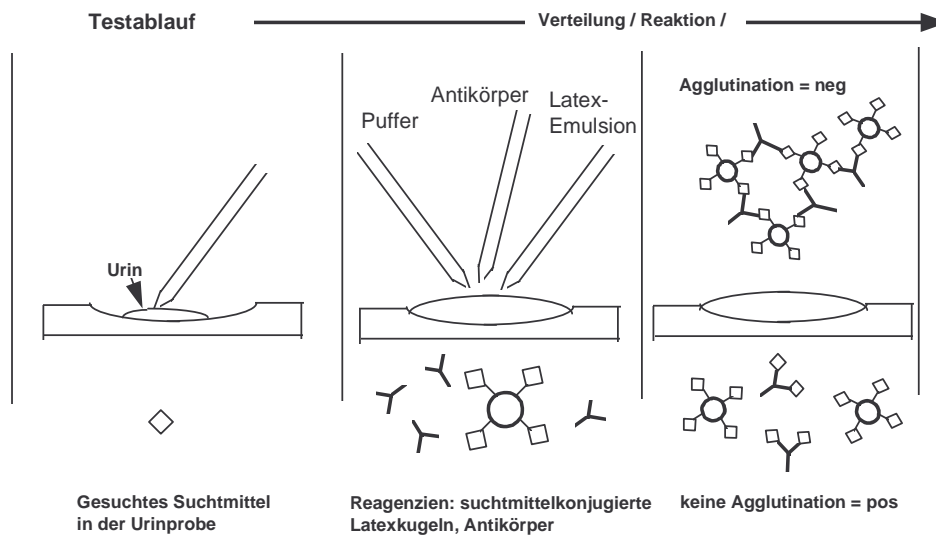 Testablauf
Verteilung / Reaktion /
Puffer
Antikörper
Latex-
Emulsion
Agglutination = neg
Urin
Gesuchtes Suchtmittel
in der Urinprobe
Reagenzien: suchtmittelkonjugierte
Latexkugeln, Antikörper
keine Agglutination = pos